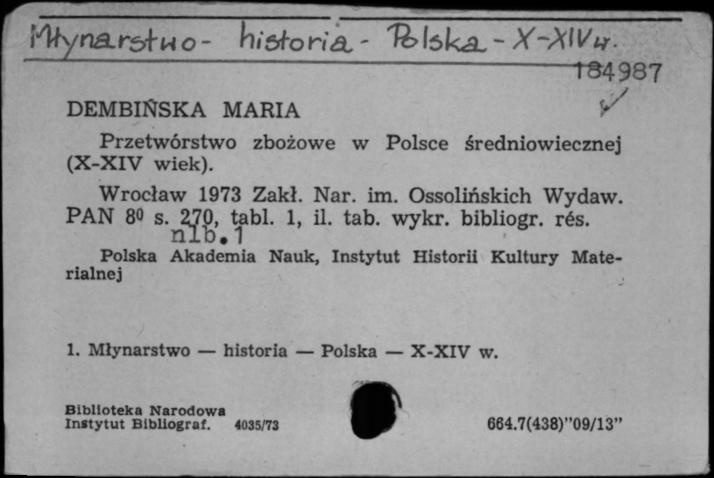 Młynarstwo - historia - Polska - X-XIV w.
184987
DEMBIŃSKA MARIA
Przetwórstwo zbożowe w Polsce średniowiecznej
(X-XIV wiek).
Wrocław 1973 Zakł. Nar. im. Ossolińskich Wydaw.
PAN 8⁰ s. 270, tabl. 1, il. tab. wykr. bibliogr. rés.
nlb. 1
Polska Akademia Nauk, Instytut Historii Kultury Mate-
rialnej
1. Młynarstwo — historia — Polska — X-XIV w.
Biblioteka Narodowa
Instytut Bibliograf. 4035/73
664.7(438)”09/13”